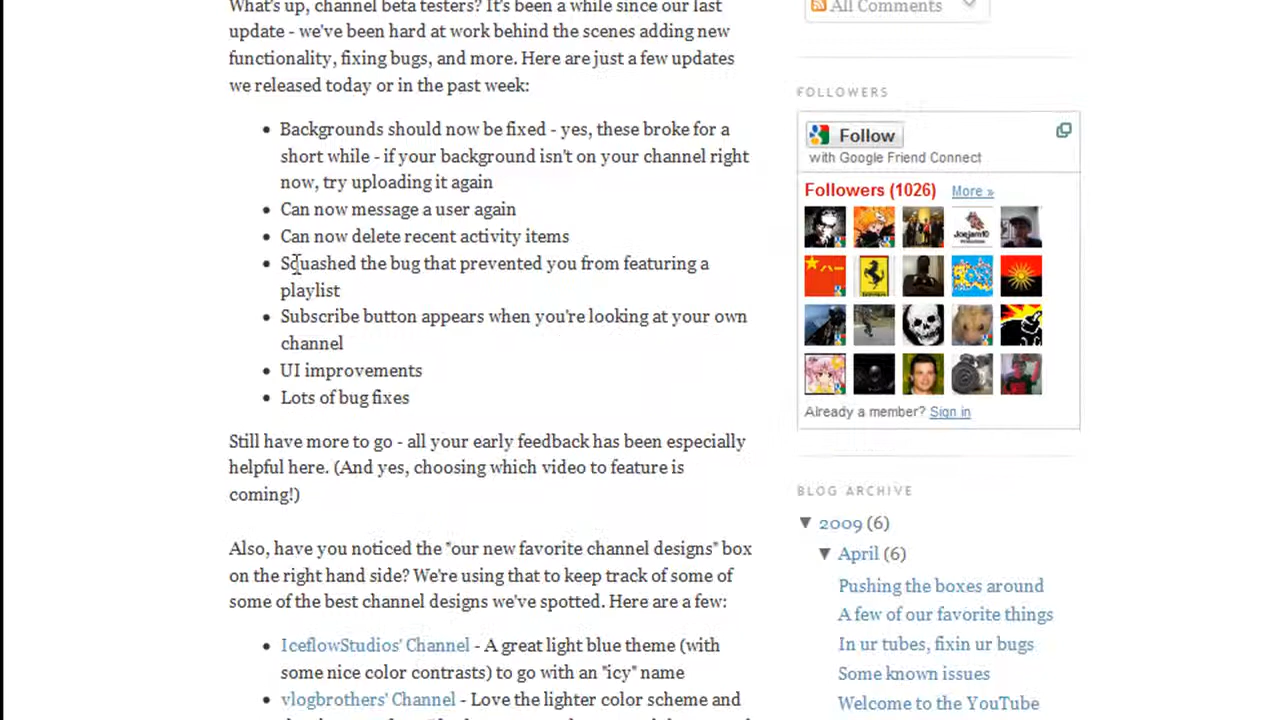 What's up, channel beta testers? It's been a while since our last
update - we've been hard at work behind the scenes adding new
functionality, fixing bugs, and more. Here are just a few updates
we released today or in the past week:
• Backgrounds should now be fixed - yes, these broke for a
short while - if your background isn't on your channel right
now, try uploading it again
• Can now message a user again
• Can now delete recent activity items
• Squashed the bug that prevented you from featuring a
playlist
• Subscribe button appears when you're looking at your own
channel
• UI improvements
• Lots of bug fixes
Still have more to go - all your early feedback has been especially
helpful here. (And yes, choosing which video to feature is
coming!)
Also, have you noticed the "our new favorite channel designs" box
on the right hand side? We're using that to keep track of some of
some of the best channel designs we've spotted. Here are a few:
• IceflowStudios' Channel - A great light blue theme (with
some nice color contrasts) to go with an "icy" name
• vlogbrothers' Channel - Love the lighter color scheme and
All Comments
FOLLOWERS
Follow
with Google Friend Connect
Followers (1026) More »
Joejam10
Already a member? Sign in
BLOG ARCHIVE
▼ 2009 (6)
▼ April (6)
Pushing the boxes around
A few of our favorite things
In ur tubes, fixin ur bugs
Some known issues
Welcome to the YouTube